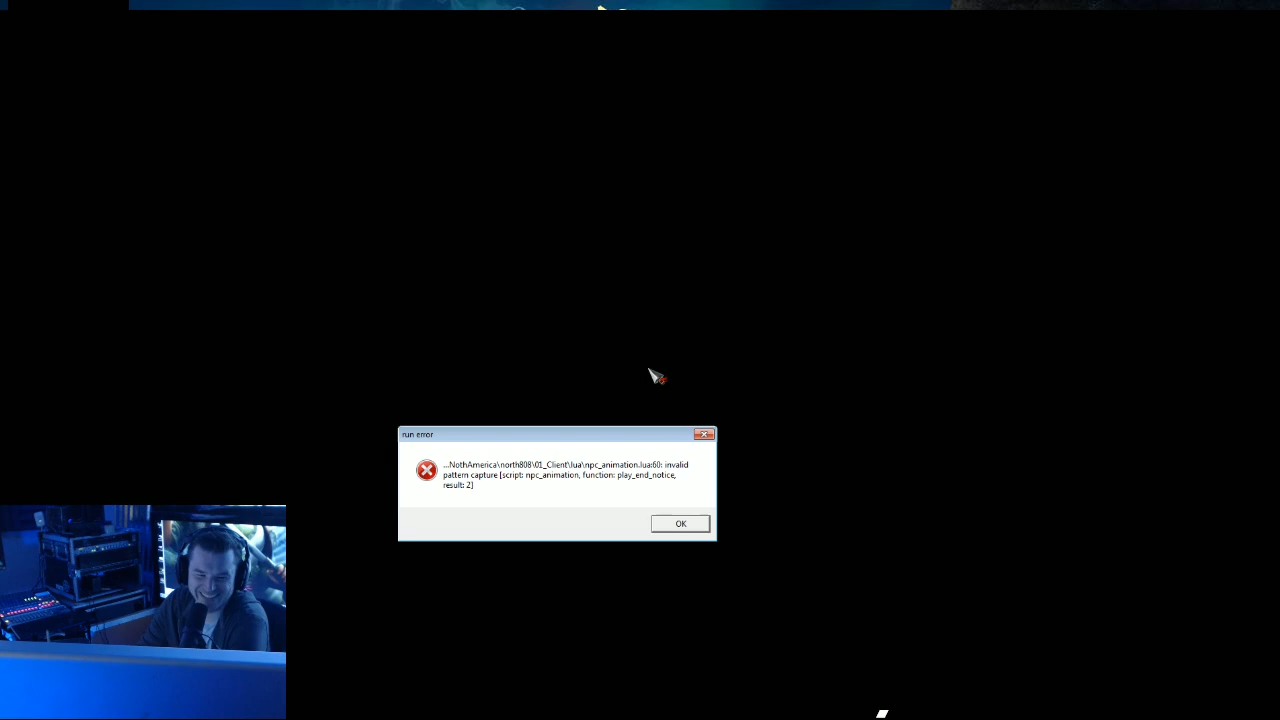 run error
...NothAmerica\north808\01_Client\lua\npc_animation.lua:60: invalid
pattern capture [script: npc_animation, function: play_end_notice,
result: 2]
OK